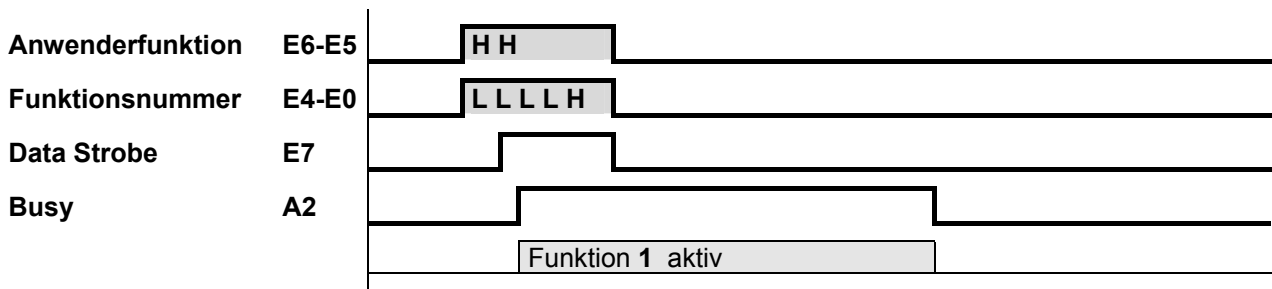 Anwenderfunktion E6-E5 H H
Funktionsnummer E4-E0 L L L L H
Data Strobe E7
Busy A2
Funktion 1 aktiv